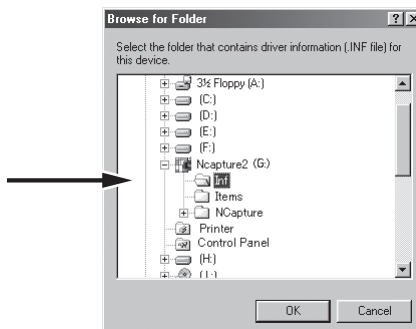 Browse for Folder
Select the folder that contains driver information (.INF file) for
this device.
3½ Floppy (A:)
(C:)
(D:)
(E:)
(F:)
Ncapture2 (G:)
Inf
Items
NCapture
Printer
Control Panel
(H:)
OK Cancel